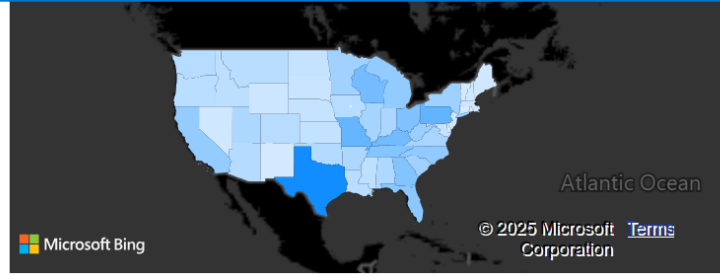 Atlantic Ocean
© 2025 Microsoft Terms
Corporation
Microsoft Bing